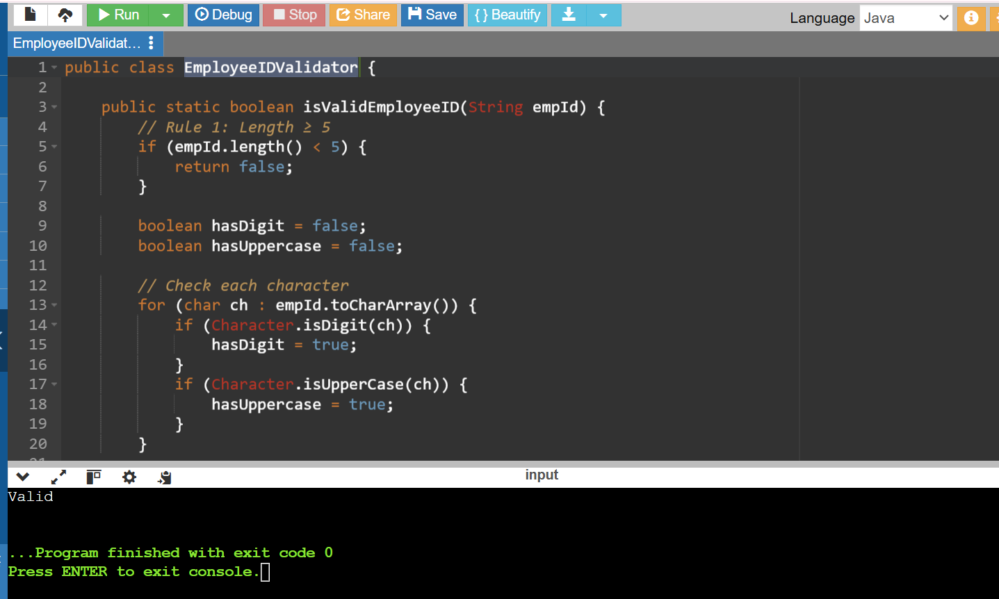 Run Debug Stop Share Save { } Beautify Language Java
EmployeeIDValidat...
1 public class EmployeeIDValidator {
2
3 public static boolean isValidEmployeeID(String empId) {
4 // Rule 1: Length ≥ 5
5 if (empId.length() < 5) {
6 return false;
7 }
8
9 boolean hasDigit = false;
10 boolean hasUppercase = false;
11
12 // Check each character
13 for (char ch : empId.toCharArray()) {
14 if (Character.isDigit(ch)) {
15 hasDigit = true;
16 }
17 if (Character.isUpperCase(ch)) {
18 hasUppercase = true;
19 }
20 }
21
input
Valid
...Program finished with exit code 0
Press ENTER to exit console.